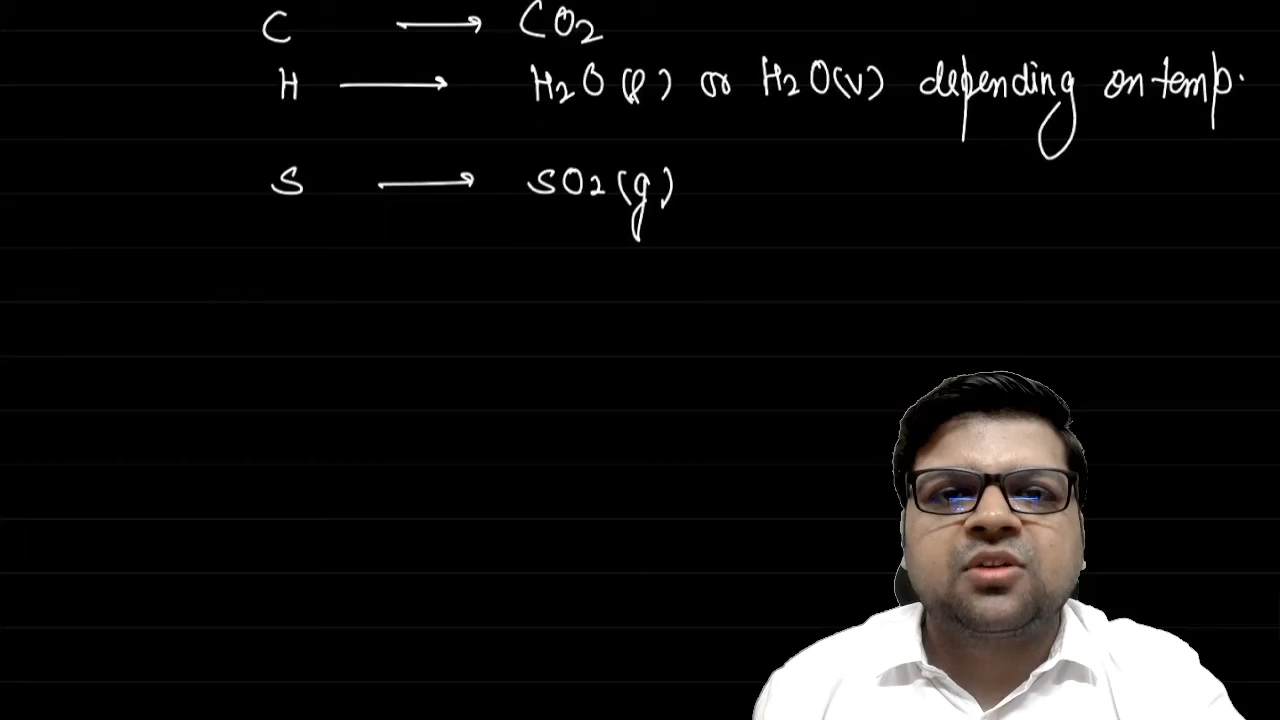 C → CO2
H → H2O (l) or H2O(v) depending on temp.
S → SO2(g)